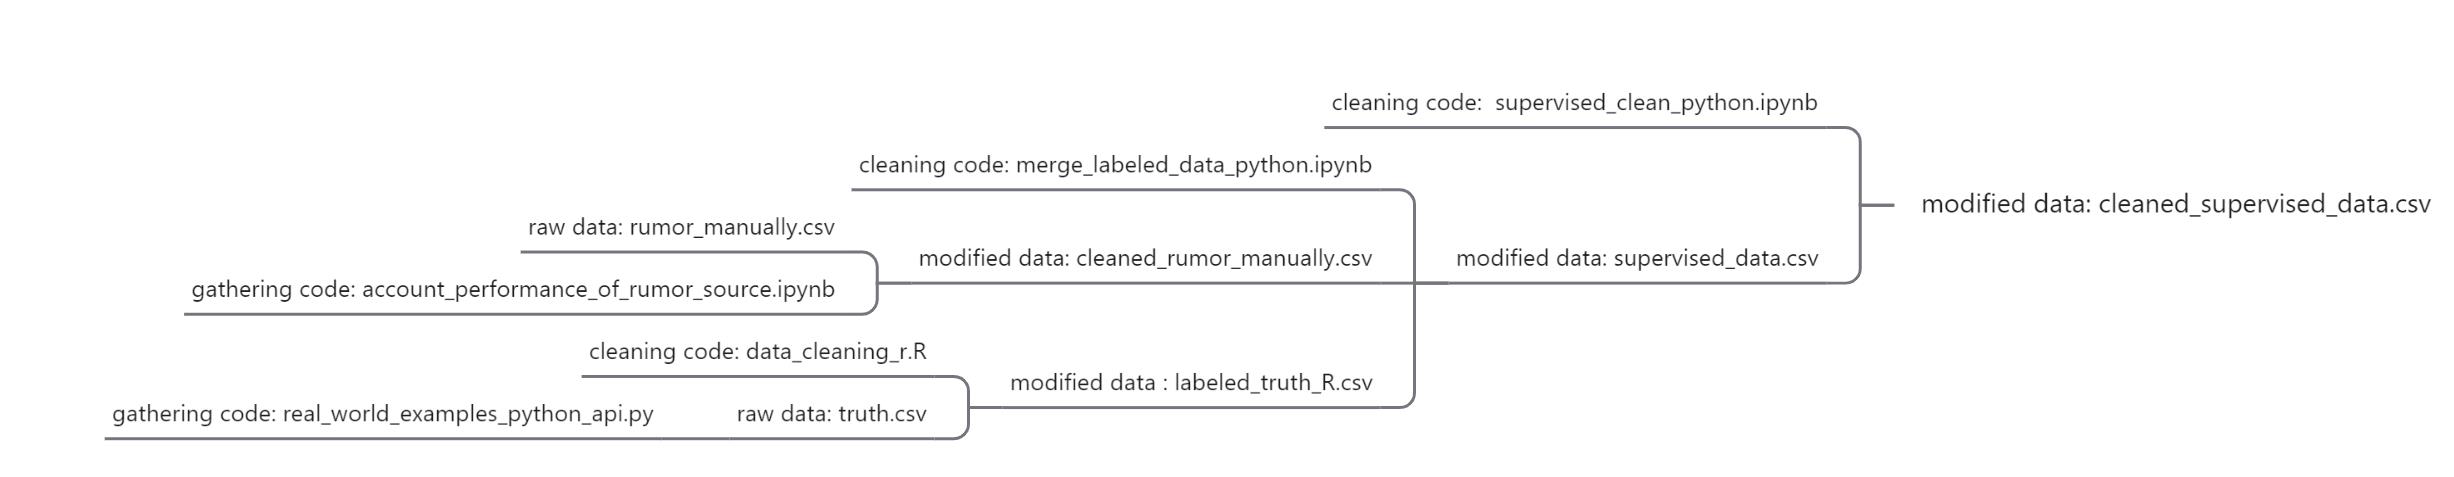 cleaning code:  supervised_clean_python.ipynb
cleaning code: merge_labeled_data_python.ipynb
modified data: cleaned_supervised_data.csv
raw data: rumor_manually.csv
modified data: cleaned_rumor_manually.csv
modified data: supervised_data.csv
gathering code: account_performance_of_rumor_source.ipynb
cleaning code: data_cleaning_r.R
modified data : labeled_truth_R.csv
gathering code: real_world_examples_python_api.py
raw data: truth.csv